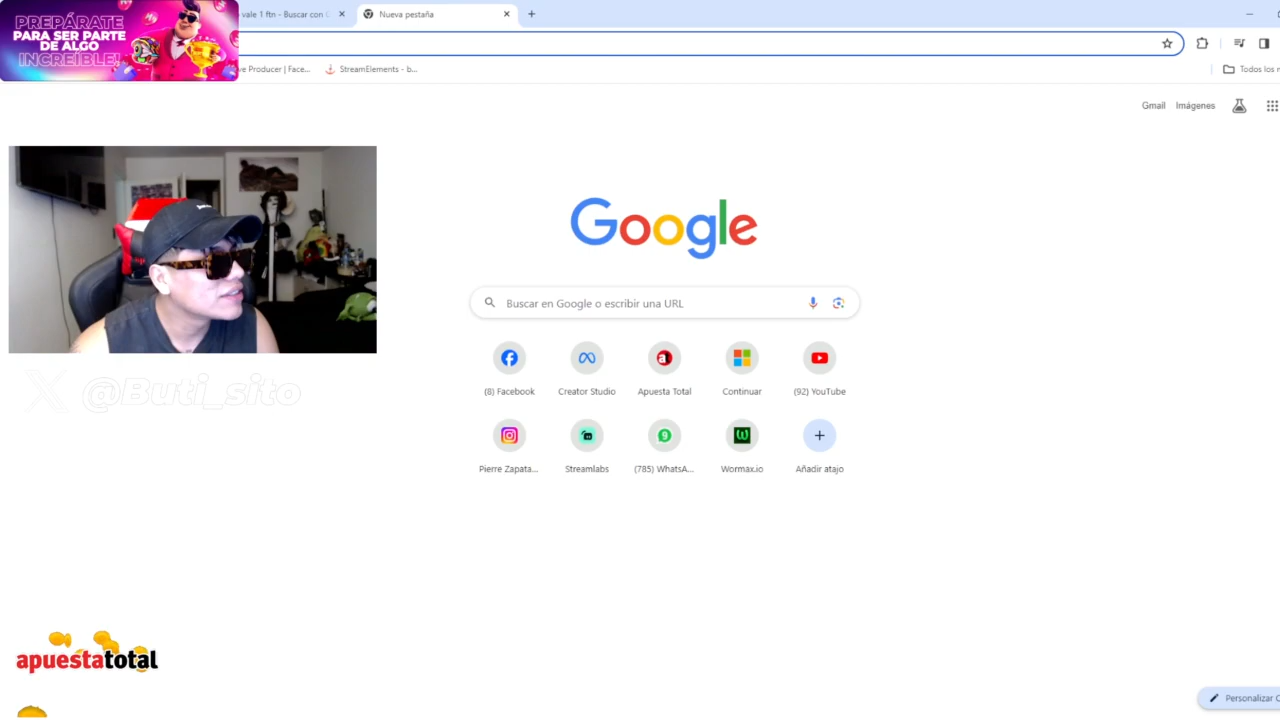 PREPÁRATE
PARA SER PARTE
DE ALGO
INCREÍBLE!
vale 1 ftn - Buscar con
Nueva pestaña
ve Producer | Face...
StreamElements - b...
Todos los
Gmail
Imágenes
Google
Buscar en Google o escribir una URL
(8) Facebook
Creator Studio
Apuesta Total
Continuar
(92) YouTube
Pierre Zapata...
Streamlabs
(785) WhatsA...
Wormax.io
Añadir atajo
X @Buti_sito
apuestatotal
Personalizar